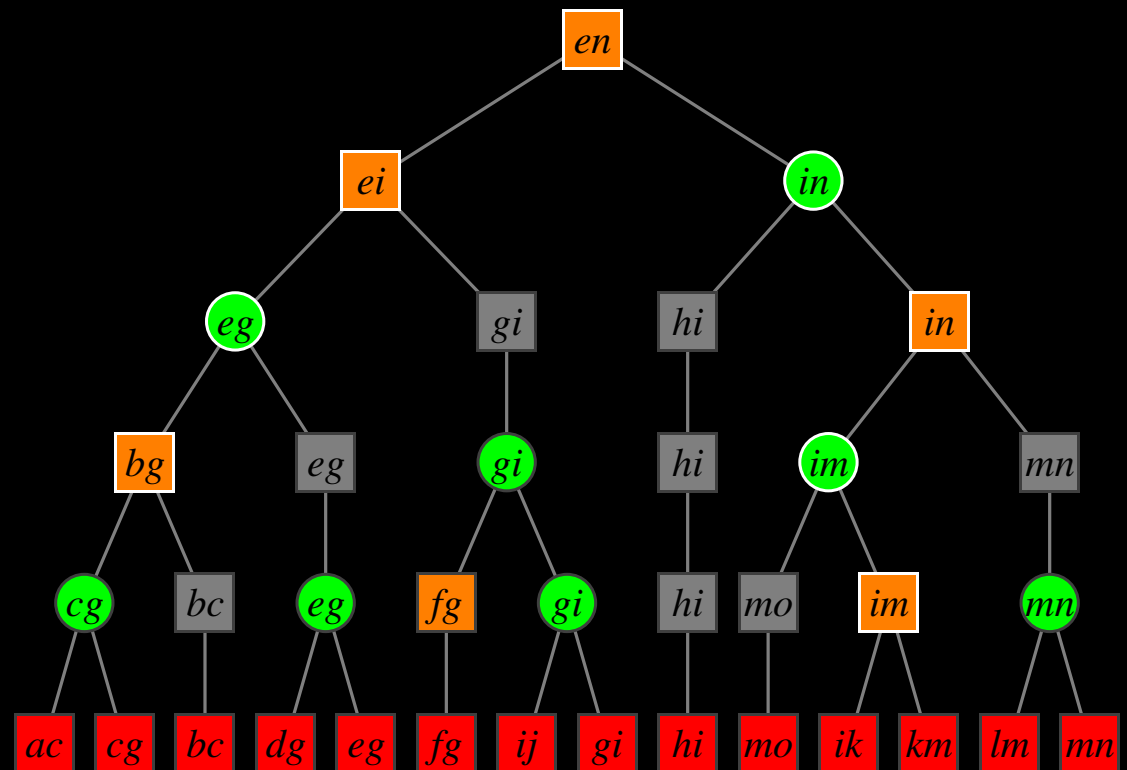 en
ei in
eg gi hi in
bg eg gi hi im mn
cg bc eg fg gi hi mo im mn
ac cg bc dg eg fg ij gi hi mo ik km lm mn